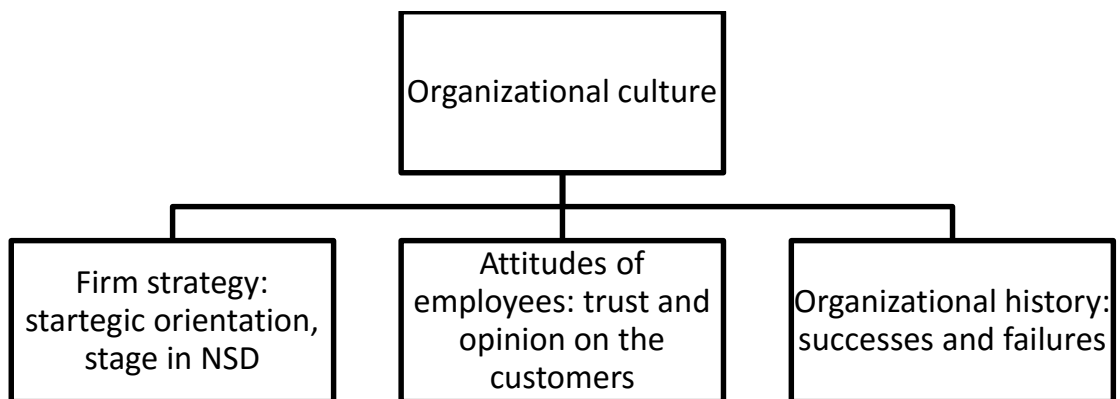 Organizational culture
Firm strategy:
startegic orientation,
stage in NSD
Attitudes of
employees: trust and
opinion on the
customers
Organizational history:
successes and failures